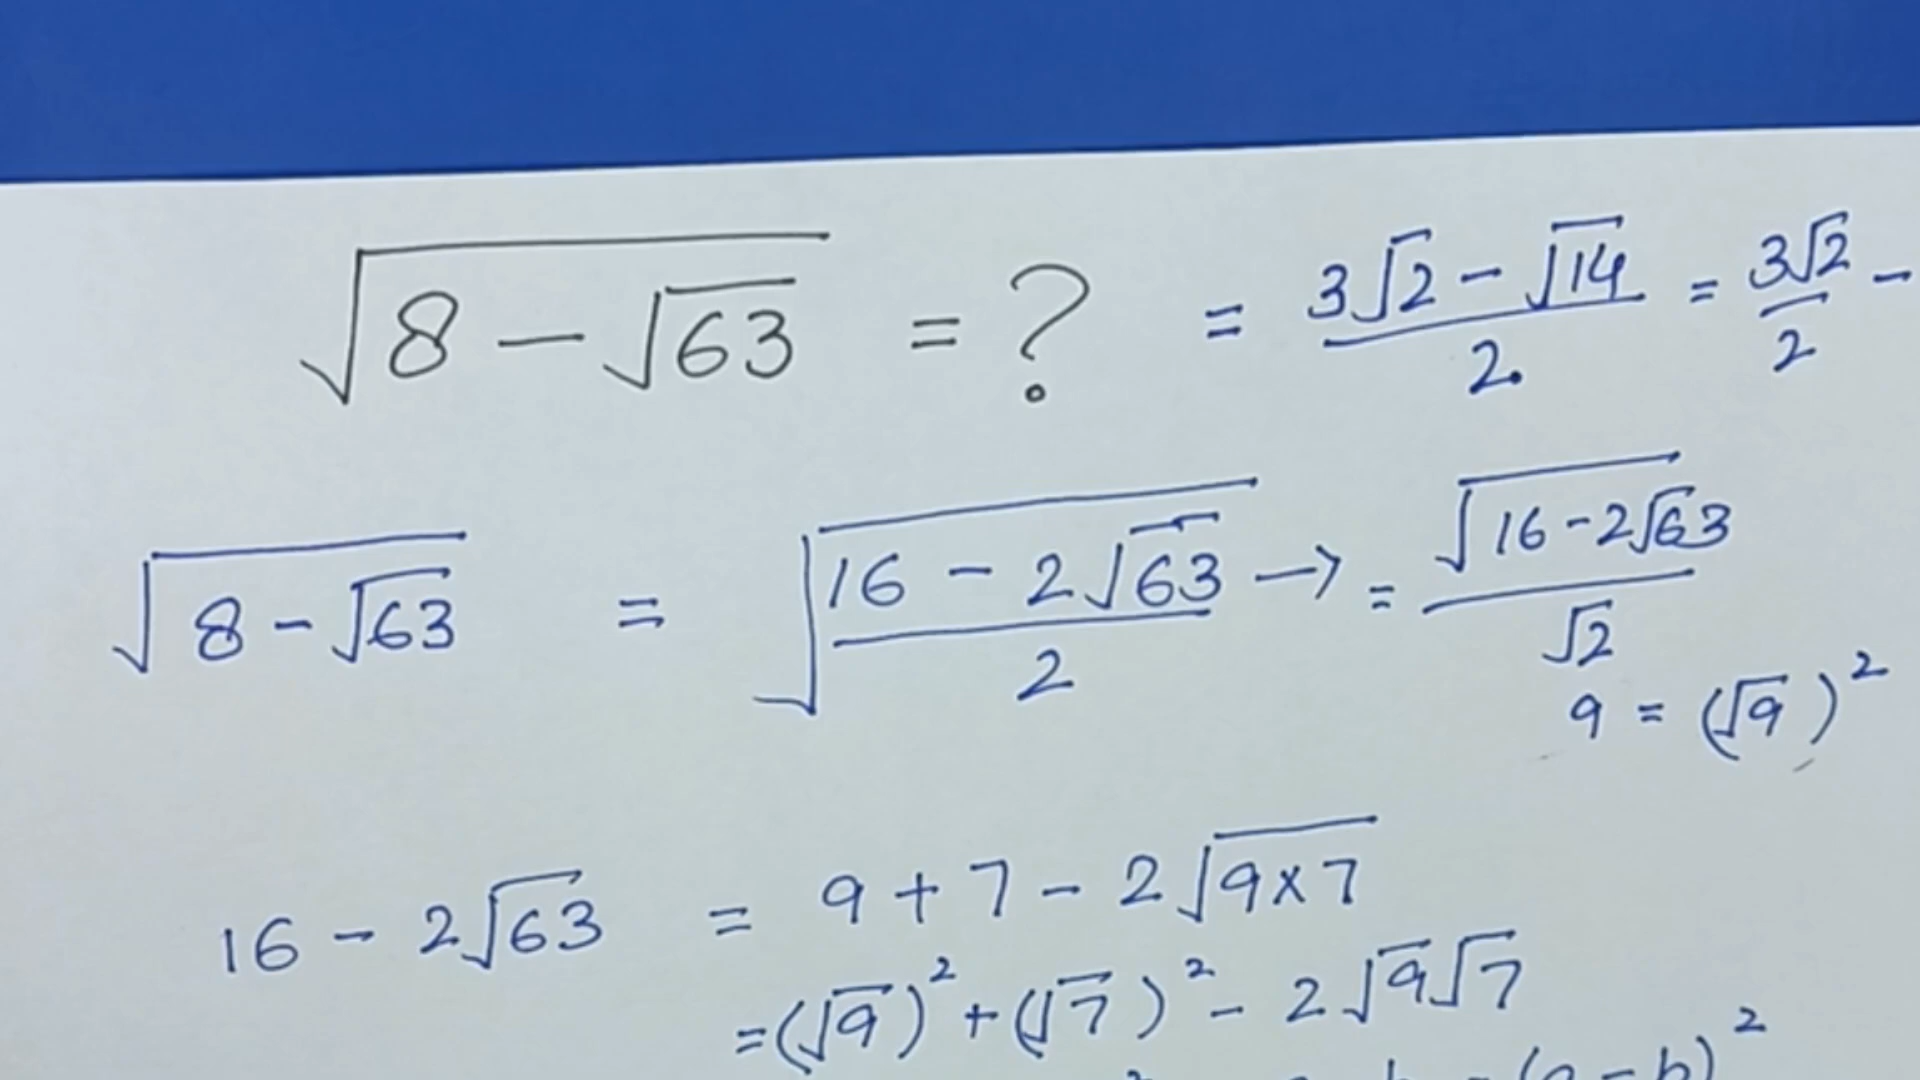 √(8 − √63) = ? = (3√2 − √14)/2. = 3√2/2 −
√(8 − √63) = √((16 − 2√63)/2) → = √(16 − 2√63)/√2
9 = (√9)²
16 − 2√63 = 9 + 7 − 2√(9×7)
= (√9)² + (√7)² − 2√9√7
(a − b)²